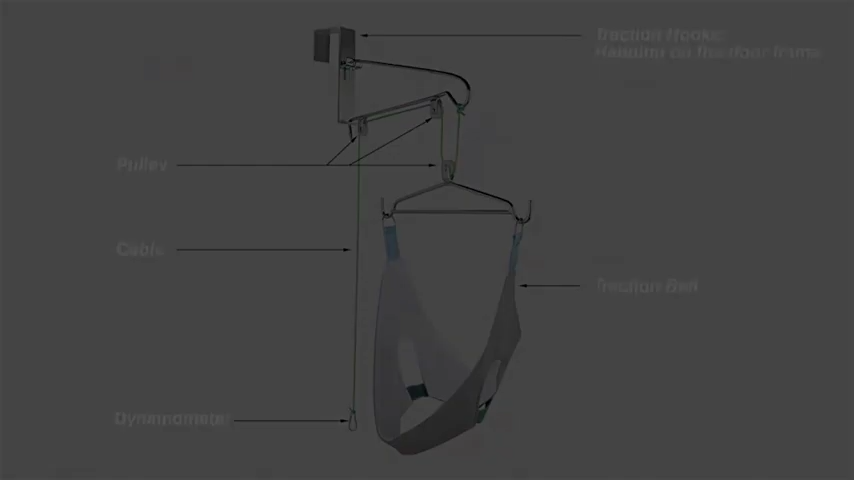 Traction Hooks:
Hanging on the door frame
Pulley
Cable
Traction Belt
Dynamometer